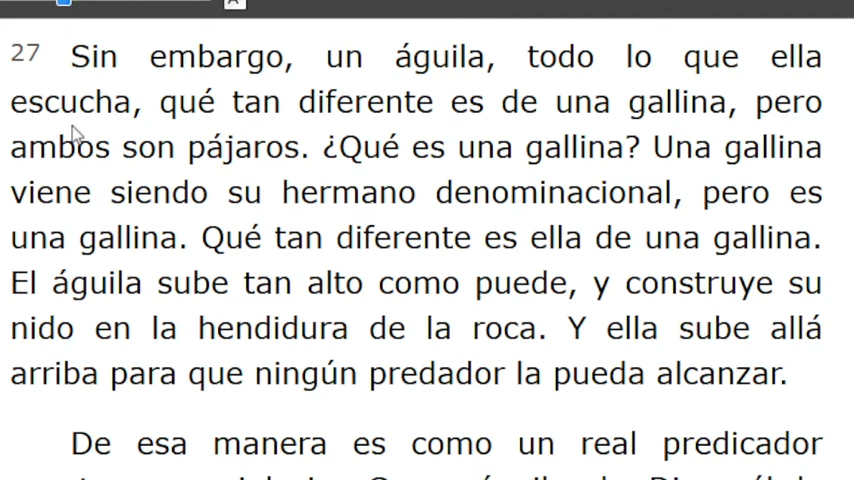 27 Sin embargo, un águila, todo lo que ella
escucha, qué tan diferente es de una gallina, pero
ambos son pájaros. ¿Qué es una gallina? Una gallina
viene siendo su hermano denominacional, pero es
una gallina. Qué tan diferente es ella de una gallina.
El águila sube tan alto como puede, y construye su
nido en la hendidura de la roca. Y ella sube allá
arriba para que ningún predador la pueda alcanzar.
De esa manera es como un real predicador